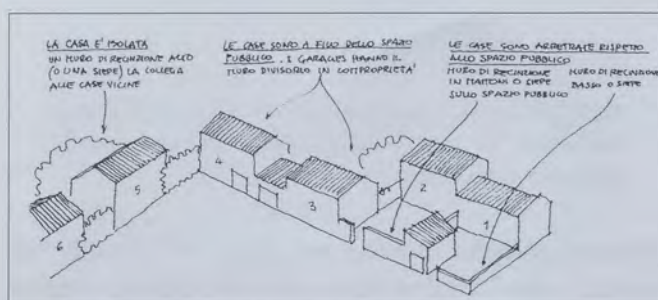 LA CASA E' ISOLATA
UN MURO DI RECINZIONE ALTO
(O UNA SIEPE) LA COLLEGA
ALLE CASE VICINE
LE CASE SONO A FILO DELLO SPAZIO
PUBBLICO. I GARAGES HANNO IL
MURO DIVISORIO IN COMPROPRIETA'
LE CASE SONO ARRETRATE RISPETTO
ALLO SPAZIO PUBBLICO
MURO DI RECINZIONE
IN MATTONI O SIEPE
SULLO SPAZIO PUBBLICO
MURO DI RECINZIONE
BASSO O SIEPE
6
5
4
3
2
1